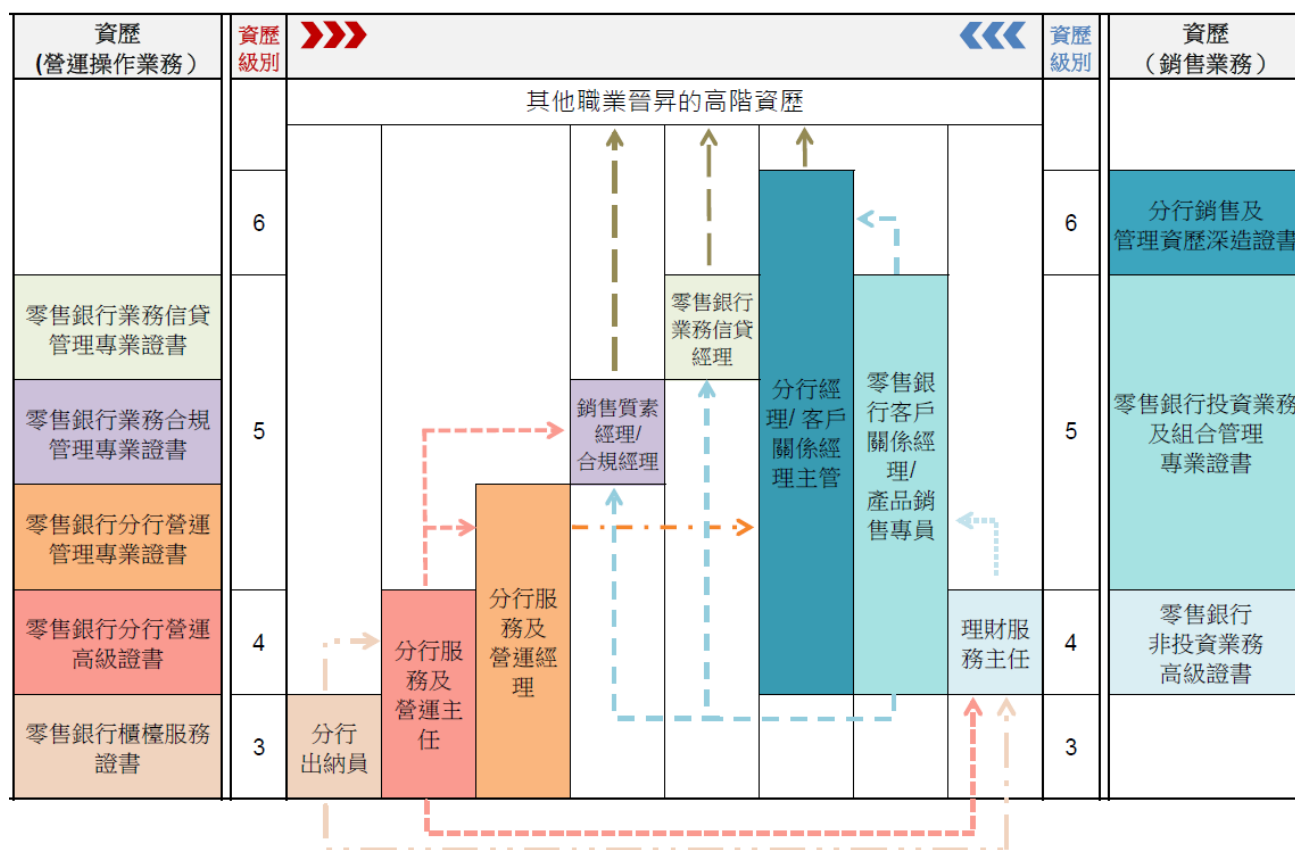 資歷
(營運操作業務）
資歷
級別
資歷
級別
資歷
（銷售業務）
其他職業晉昇的高階資歷
6
6
分行銷售及
管理資歷深造證書
零售銀行業務信貸
管理專業證書
零售銀行業務合規
管理專業證書
零售銀行分行營運
管理專業證書
5
銷售質素
經理/
合規經理
零售銀行
業務信貸
經理
分行經
理/ 客戶
關係經
理主管
零售銀
行客戶
關係經
理/
產品銷
售專員
5
零售銀行投資業務
及組合管理
專業證書
零售銀行分行營運
高級證書
4
分行服
務及
營運主
任
分行服
務及
營運經
理
理財服
務主任
4
零售銀行
非投資業務
高級證書
零售銀行櫃檯服務
證書
3
分行
出納員
3